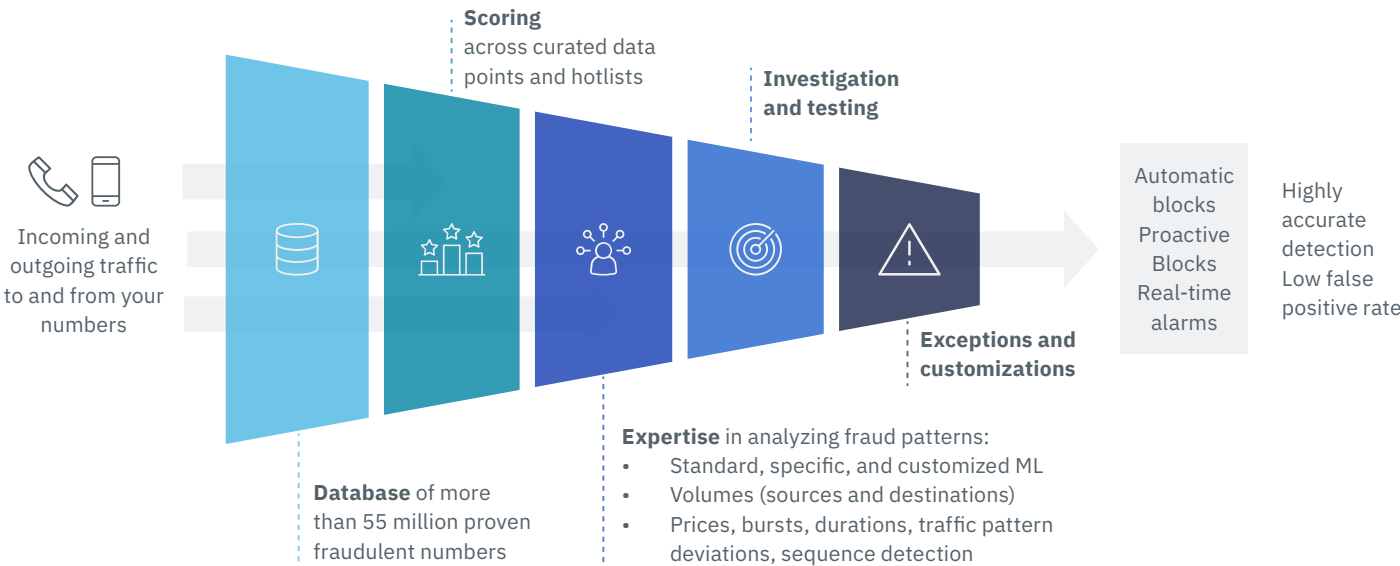 Scoring
across curated data
points and hotlists
Investigation
and testing
Incoming and
outgoing traffic
to and from your
numbers
Automatic
blocks
Proactive
Blocks
Real-time
alarms
Highly
accurate
detection
Low false
positive rate
Exceptions and
customizations
Expertise in analyzing fraud patterns:
• Standard, specific, and customized ML
• Volumes (sources and destinations)
• Prices, bursts, durations, traffic pattern
deviations, sequence detection
Database of more
than 55 million proven
fraudulent numbers